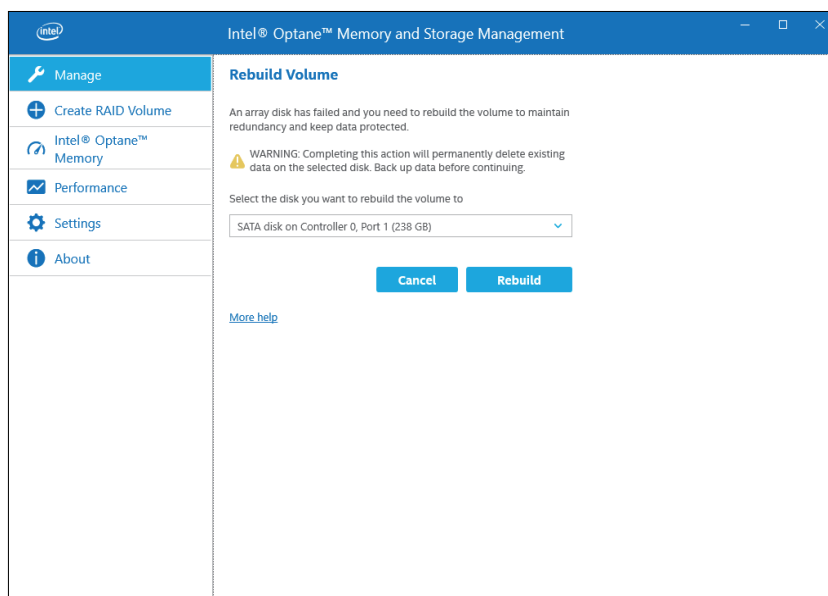 intel
Intel® Optane™ Memory and Storage Management
Manage
Create RAID Volume
Intel® Optane™
Memory
Performance
Settings
About
Rebuild Volume
An array disk has failed and you need to rebuild the volume to maintain
redundancy and keep data protected.
WARNING: Completing this action will permanently delete existing
data on the selected disk. Back up data before continuing.
Select the disk you want to rebuild the volume to
SATA disk on Controller 0, Port 1 (238 GB)
Cancel
Rebuild
More help